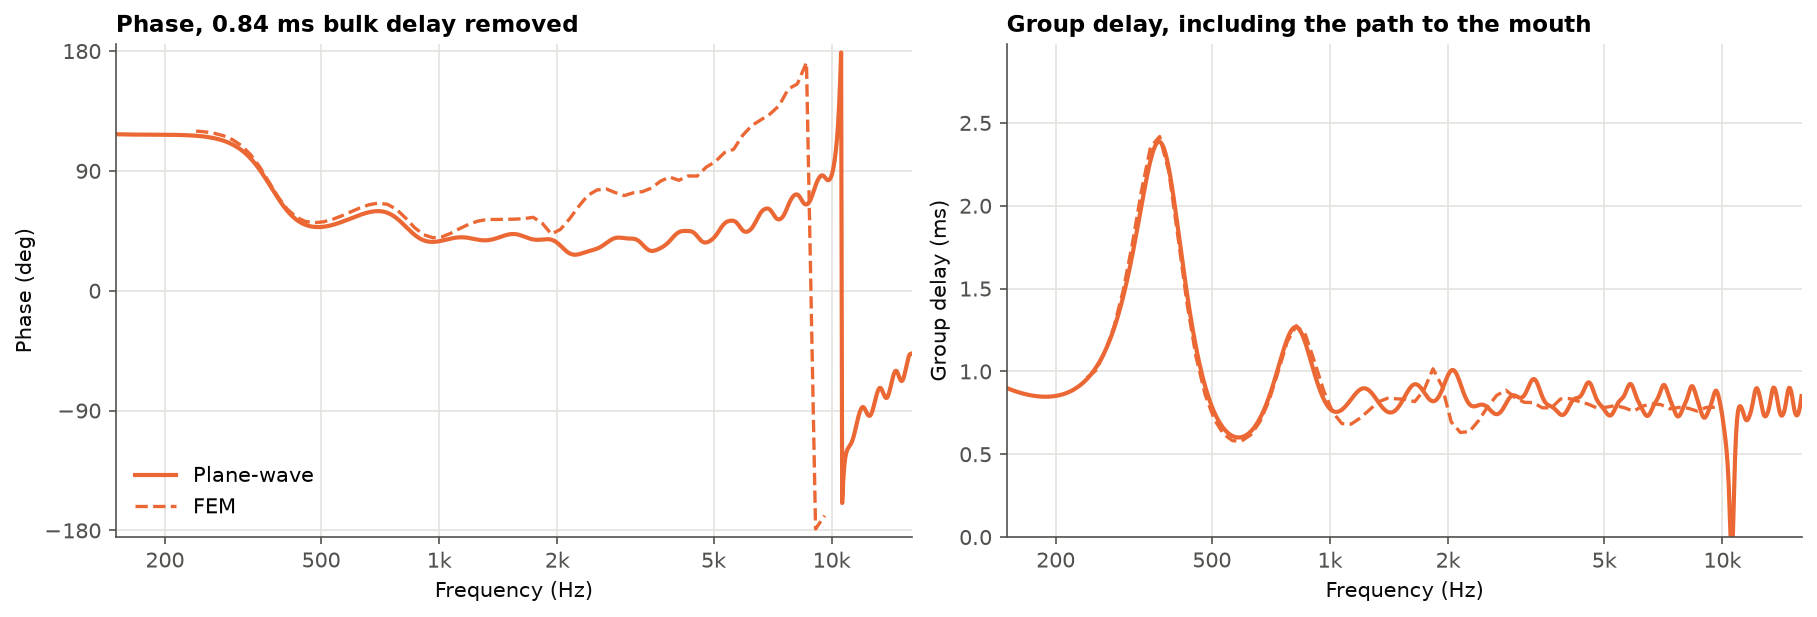 Phase, 0.84 ms bulk delay removed
180
90
0
−90
−180
Phase (deg)
Plane-wave
FEM
200 500 1k 2k 5k 10k
Frequency (Hz)
Group delay, including the path to the mouth
2.5
2.0
1.5
1.0
0.5
0.0
Group delay (ms)
200 500 1k 2k 5k 10k
Frequency (Hz)